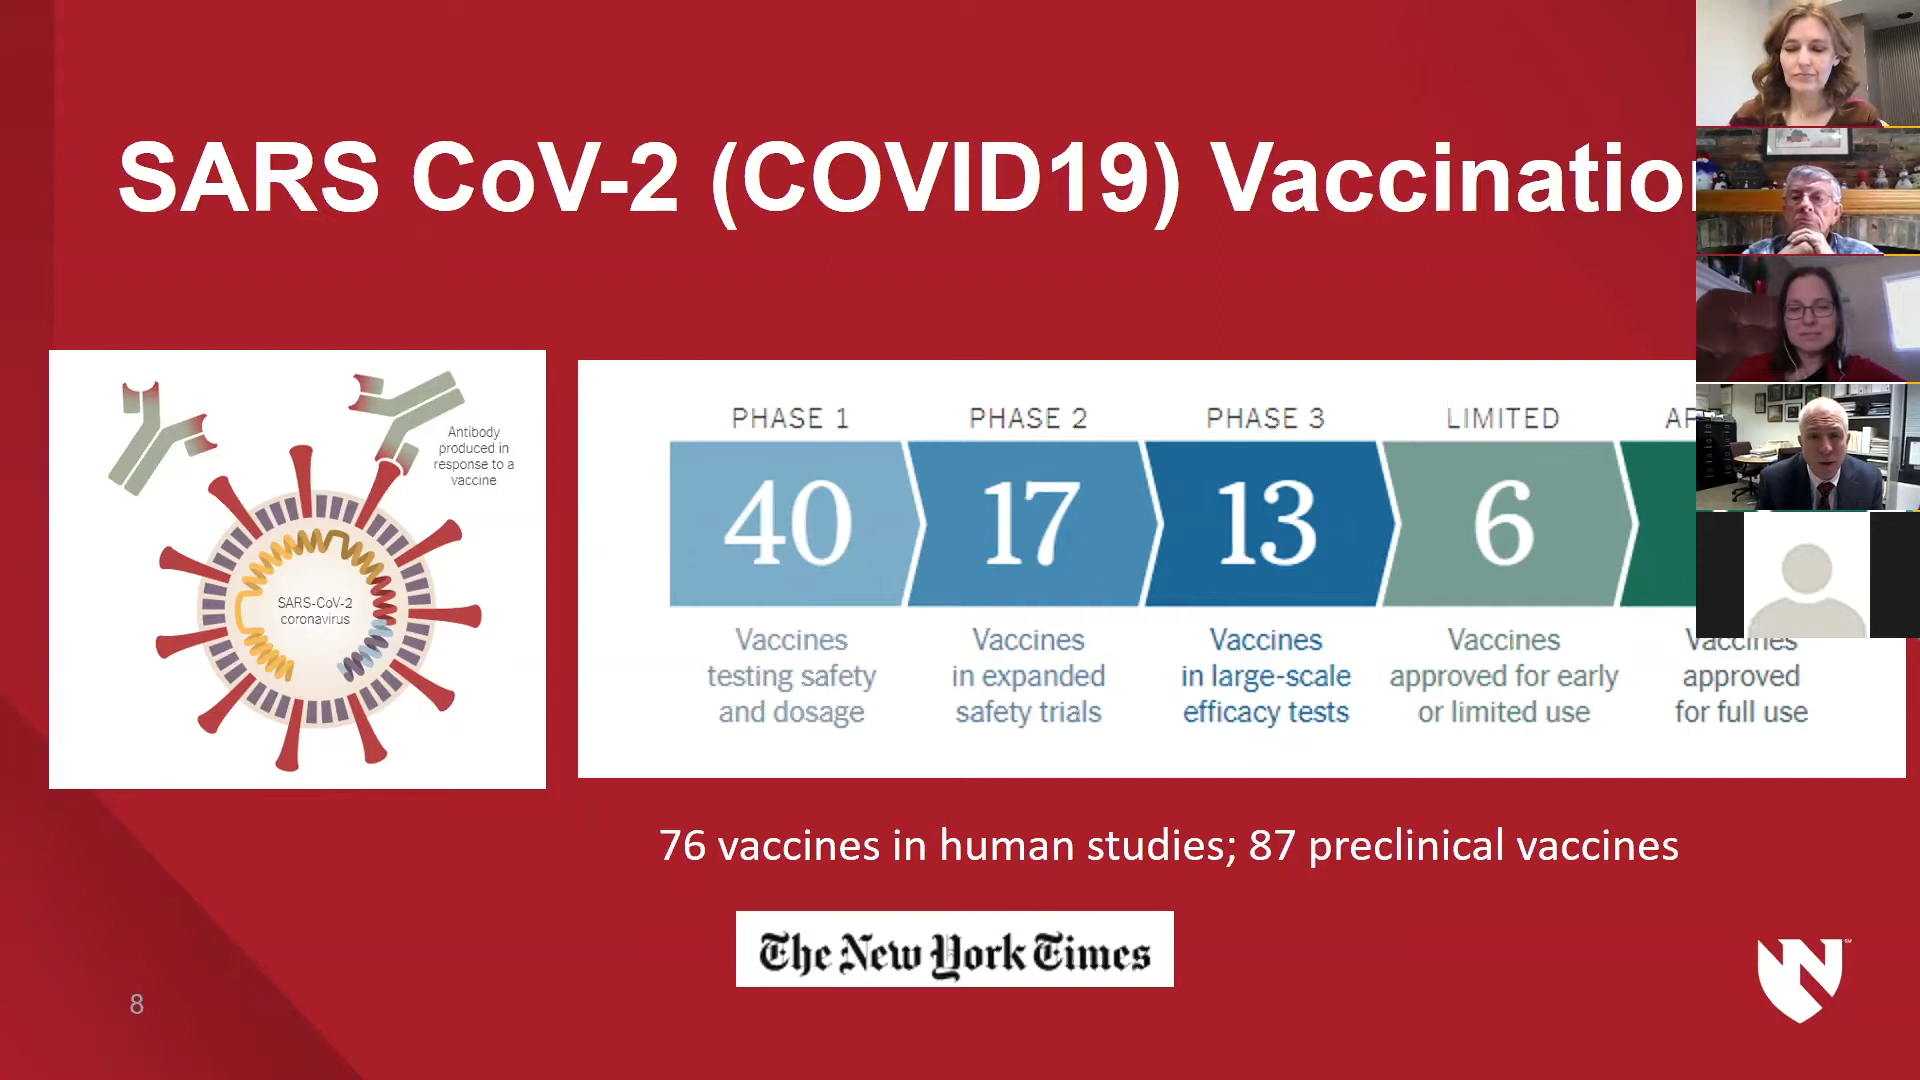 SARS CoV-2 (COVID19) Vaccination
Antibody
produced in
response to a
vaccine
SARS-CoV-2
coronavirus
PHASE 1 PHASE 2 PHASE 3 LIMITED
40 17 13 6
Vaccines Vaccines Vaccines Vaccines Vaccines
testing safety in expanded in large-scale approved for early approved
and dosage safety trials efficacy tests or limited use for full use
76 vaccines in human studies; 87 preclinical vaccines
The New York Times
8
N